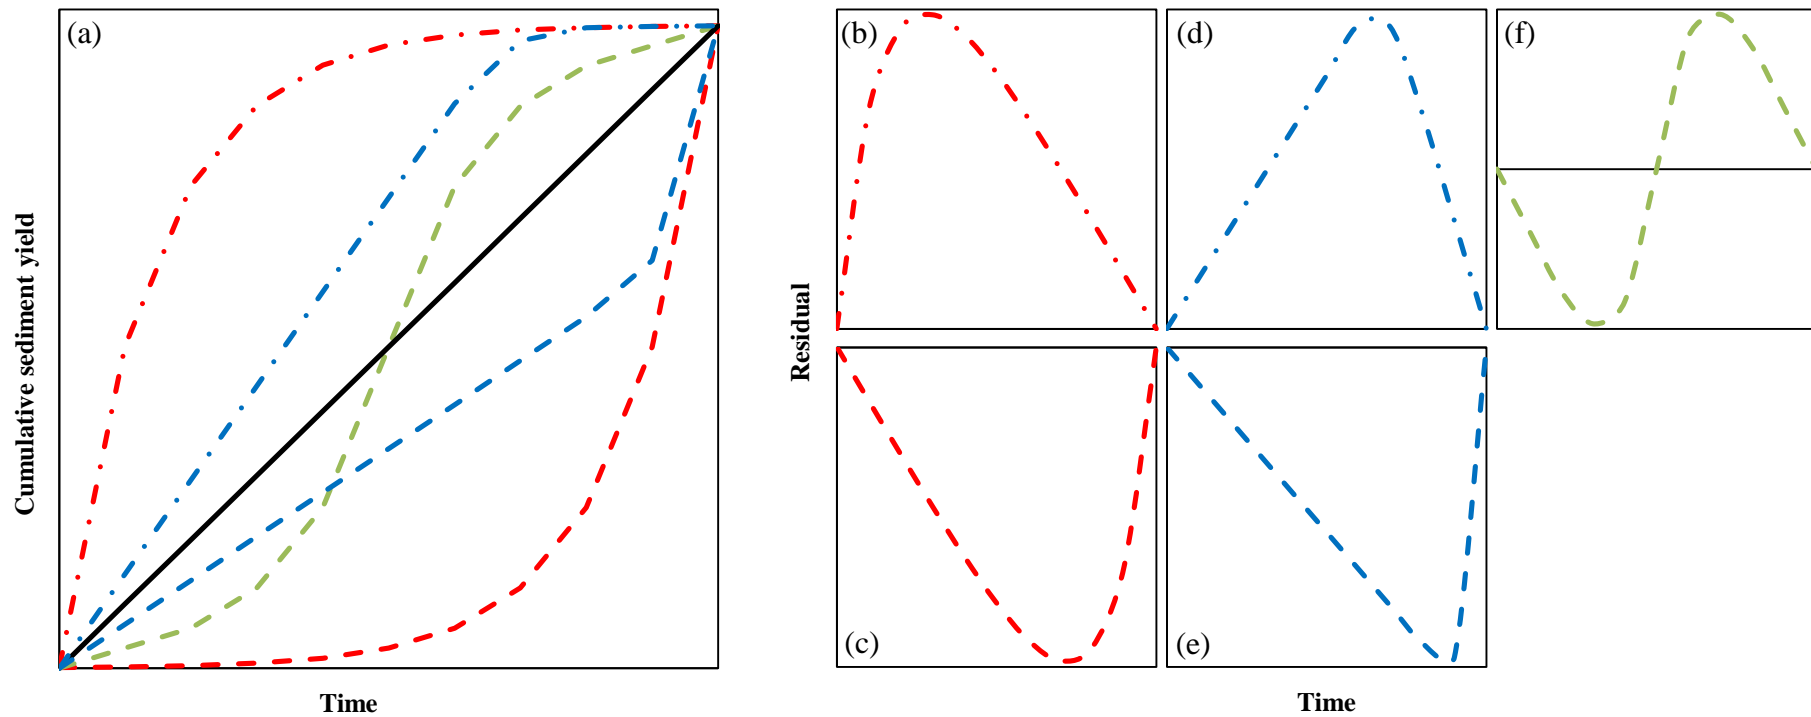 (a)
Cumulative sediment yield
Time
(b)
(d)
(f)
Residual
(c)
(e)
Time